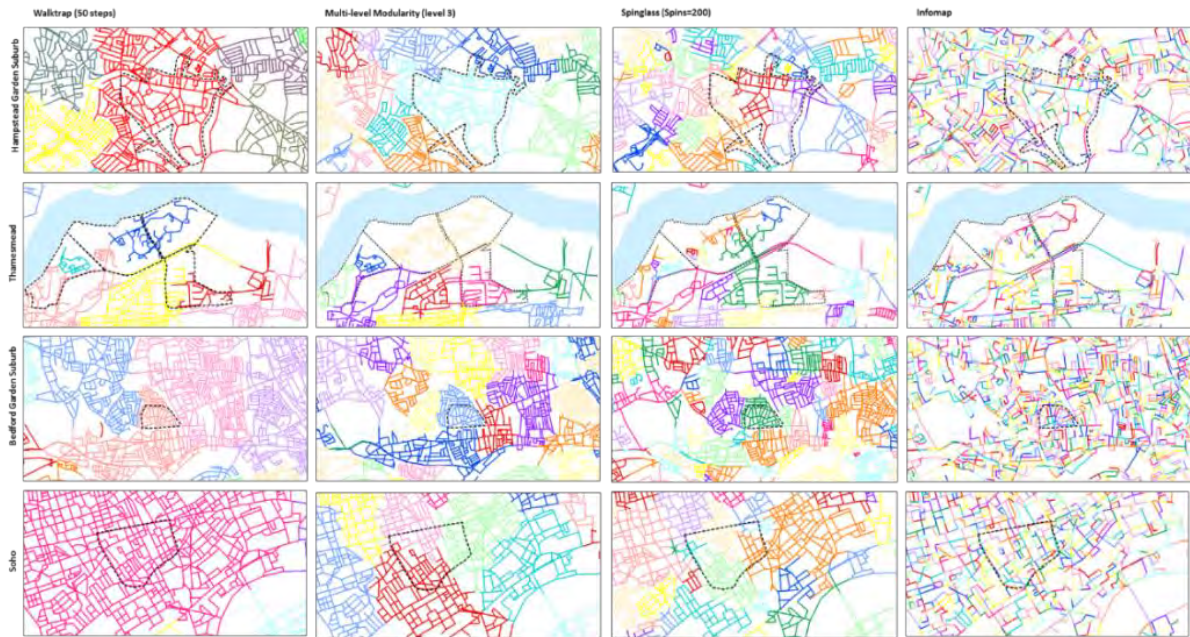 Walktrap (50 steps)
Multi-level Modularity (level 3)
Spinglass (Spins=200)
Infomap
Hampstead Garden Suburb
Thamesmead
Bedford Garden Suburb
Soho